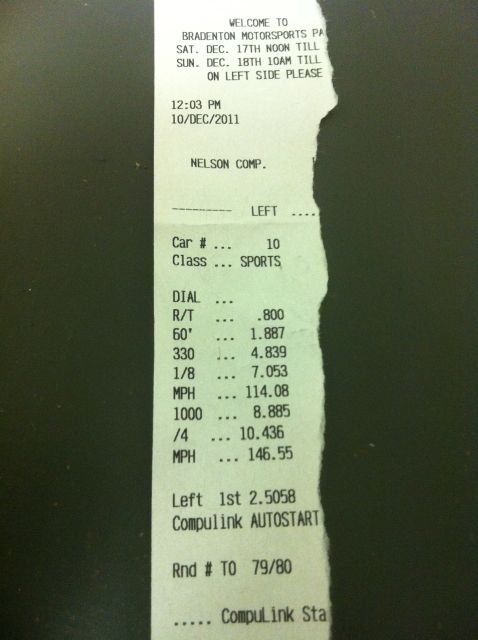 WELCOME TO
BRADENTON MOTORSPORTS PA
SAT. DEC. 17TH NOON TILL
SUN. DEC. 18TH 10AM TILL
ON LEFT SIDE PLEASE
12:03 PM
10/DEC/2011
NELSON COMP.
--------- LEFT .....
Car # ... 10
Class ... SPORTS
DIAL ...
R/T ... .800
60' ... 1.887
330 ... 4.839
1/8 ... 7.053
MPH ... 114.08
1000 ... 8.885
/4 ... 10.436
MPH ... 146.55
Left 1st 2.5058
Compulink AUTOSTART
Rnd # TO 79/80
..... CompuLink Sta